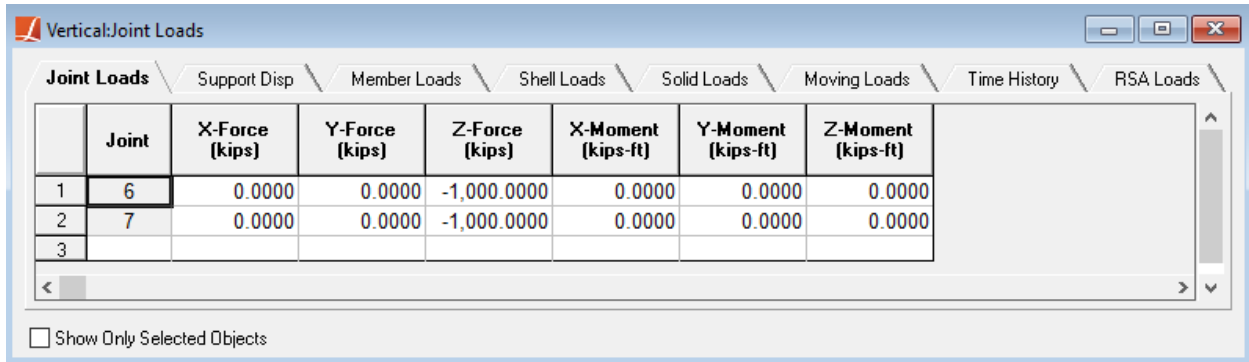 Vertical:Joint Loads
Joint Loads Support Disp Member Loads Shell Loads Solid Loads Moving Loads Time History RSA Loads
Joint X-Force (kips) Y-Force (kips) Z-Force (kips) X-Moment (kips-ft) Y-Moment (kips-ft) Z-Moment (kips-ft)
1 6 0.0000 0.0000 -1,000.0000 0.0000 0.0000 0.0000
2 7 0.0000 0.0000 -1,000.0000 0.0000 0.0000 0.0000
3
Show Only Selected Objects